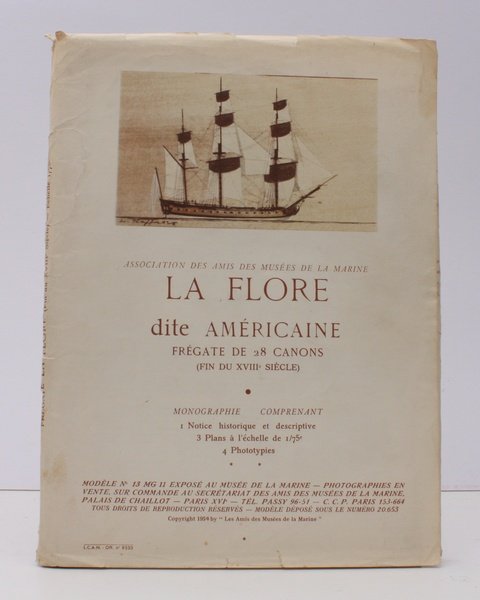 ASSOCIATION DES AMIS DES MUSÉES DE LA MARINE
LA FLORE
dite AMÉRICAINE
FRÉGATE DE 28 CANONS
(FIN DU XVIIIe SIÈCLE)
MONOGRAPHIE COMPRENANT
1 Notice historique et descriptive
3 Plans à l'échelle de 1/75e
4 Phototypies
MODÈLE No 13 MG 11 EXPOSÉ AU MUSÉE DE LA MARINE — PHOTOGRAPHIES EN
VENTE, SUR COMMANDE AU SECRÉTARIAT DES AMIS DES MUSÉES DE LA MARINE,
PALAIS DE CHAILLOT - PARIS XVIe - TÉL. PASSY 96-51 - C.C.P. PARIS 153-664
TOUS DROITS DE REPRODUCTION RÉSERVÉS — MODÈLE DÉPOSÉ SOUS LE NUMÉRO 20.653
Copyright 1954 by " Les Amis des Musées de la Marine "